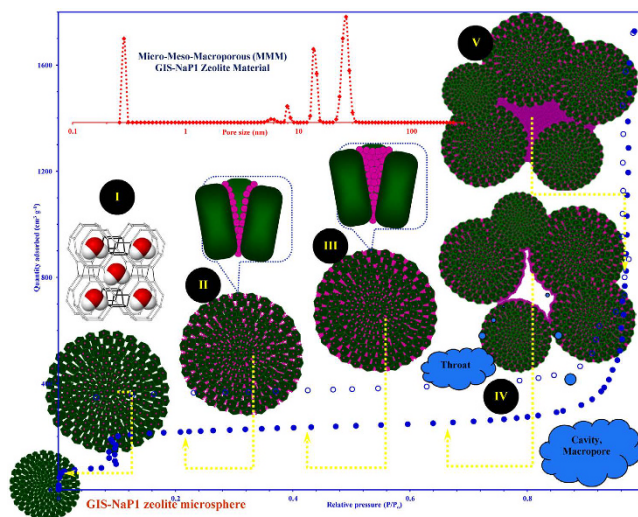 1600
Micro-Meso-Macroporous (MMM)
GIS-NaP1 Zeolite Material
V
0.1
1
10
100
Pore size (nm)
1200
I
Quantity adsorbed (cm³ g⁻¹)
800
II
III
Throat
400
IV
Cavity,
Macropore
GIS-NaP1 zeolite microsphere
0.2
0.4
0.6
0.8
Relative pressure (P/P₀)